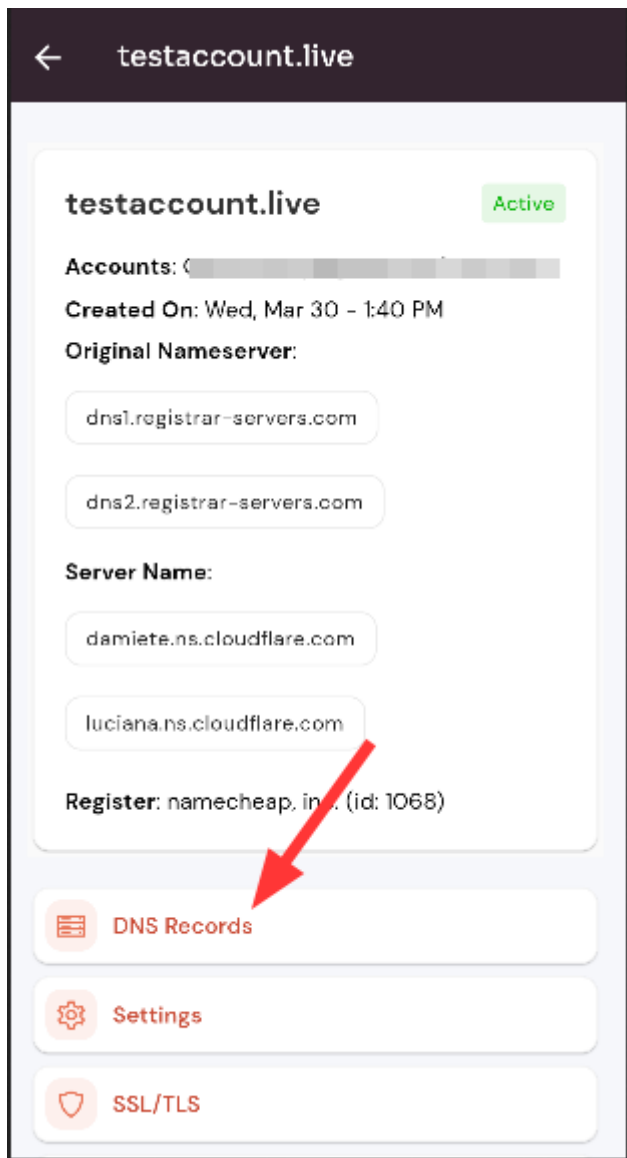 testaccount.live
testaccount.live
Active
Accounts:
Created On: Wed, Mar 30 - 1:40 PM
Original Nameserver:
dns1.registrar-servers.com
dns2.registrar-servers.com
Server Name:
damiete.ns.cloudflare.com
luciana.ns.cloudflare.com
Register: namecheap, (id: 1068)
DNS Records
Settings
SSL/TLS